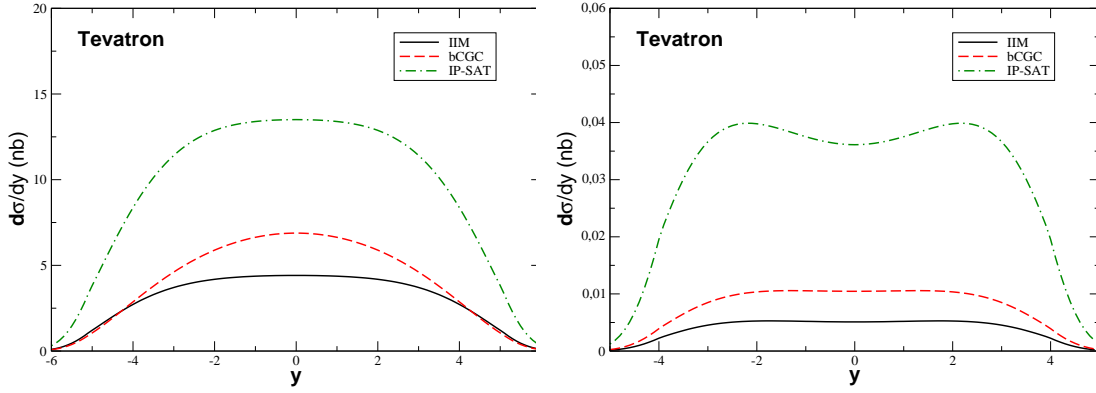 Tevatron
IIM
bCGC
IP-SAT
20
15
10
5
0
dσ/dy (nb)
-6
-4
-2
0
2
4
y
Tevatron
IIM
bCGC
IP-SAT
0,06
0,05
0,04
0,03
0,02
0,01
0
dσ/dy (nb)
-4
-2
0
2
4
y